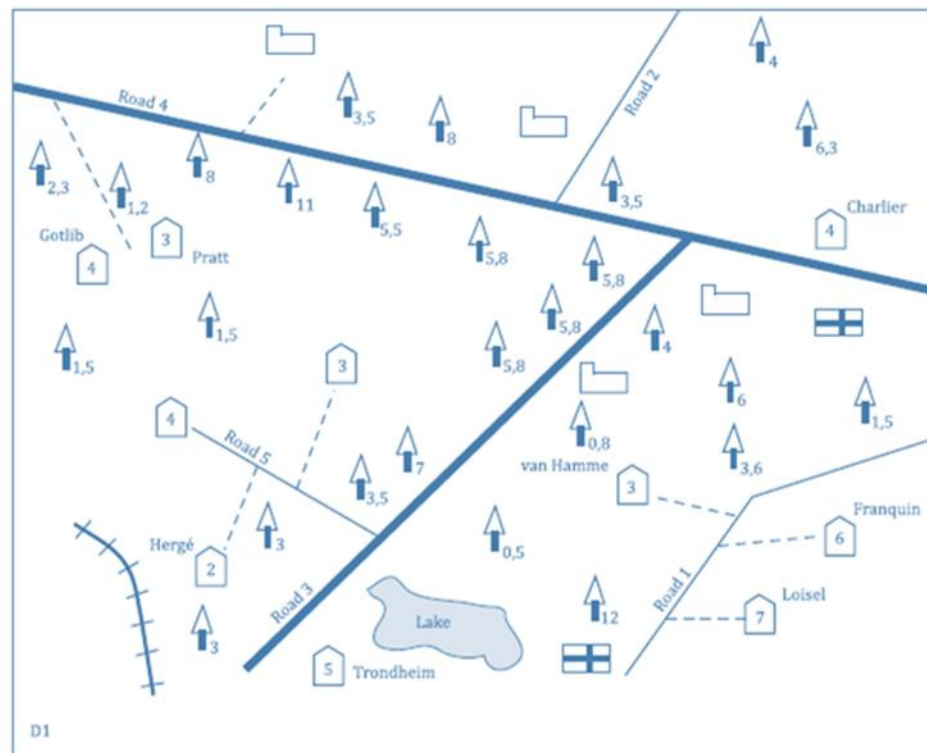 4
Road 2
Road 4
3,5
8
6,3
8
2,3
1,2
11
3,5
Charlier
4
5,5
Gotlib
3
Pratt
4
5,8
5,8
1,5
5,8
4
1,5
5,8
3
6
1,5
4
0,8
Road 5
7
3,6
van Hamme
3
3,5
Franquin
6
3
0,5
Hergé
2
Road 3
Road 1
Loisel
7
12
Lake
3
5
Trondheim
D1